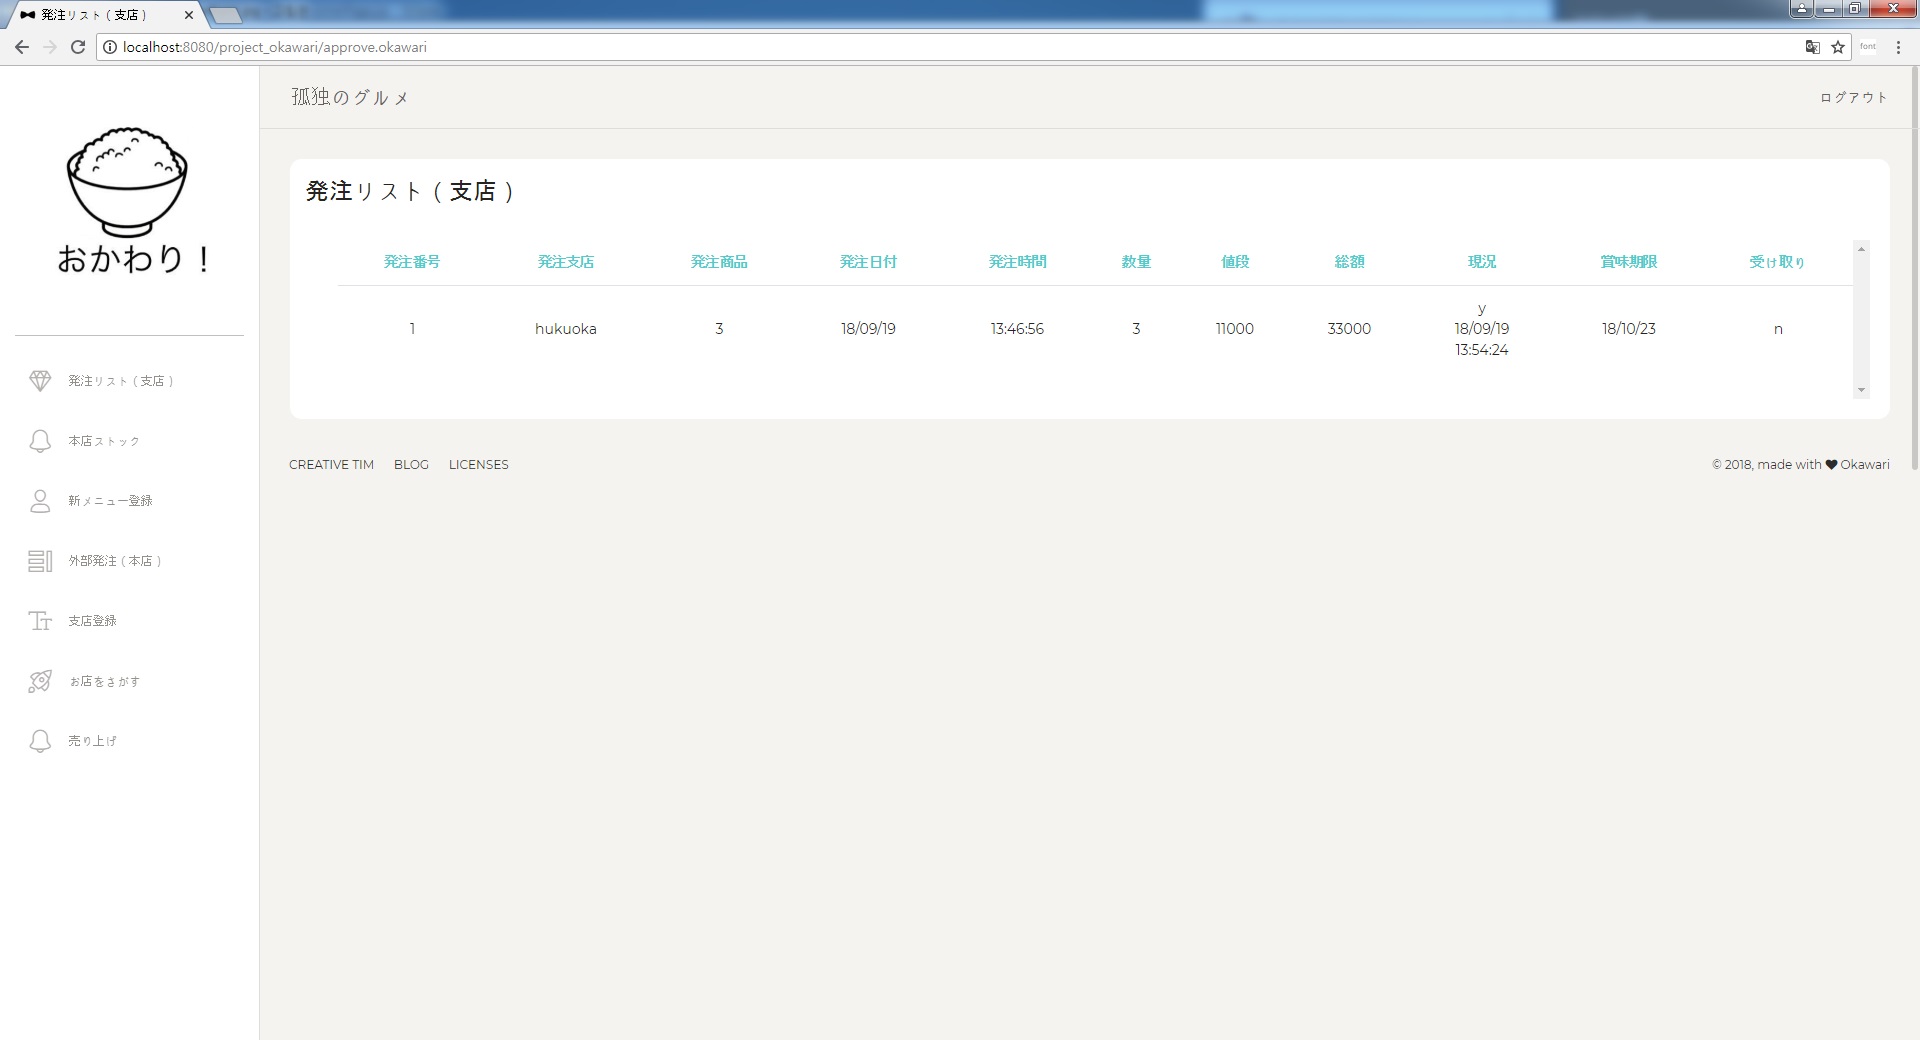 発注リスト ( 支店 )
localhost:8080/project_okawari/approve.okawari
font
おかわり！
発注リスト ( 支店 )
本店ストック
新メニュー登録
外部発注 ( 本店 )
支店登録
お店をさがす
売り上げ
孤独のグルメ
ログアウト
発注リスト ( 支店 )
発注番号 発注支店 発注商品 発注日付 発注時間 数量 値段 総額 現況 賞味期限 受け取り
1 hukuoka 3 18/09/19 13:46:56 3 11000 33000 y 18/09/19 13:54:24 18/10/23 n
CREATIVE TIM BLOG LICENSES
© 2018, made with ♥ Okawari